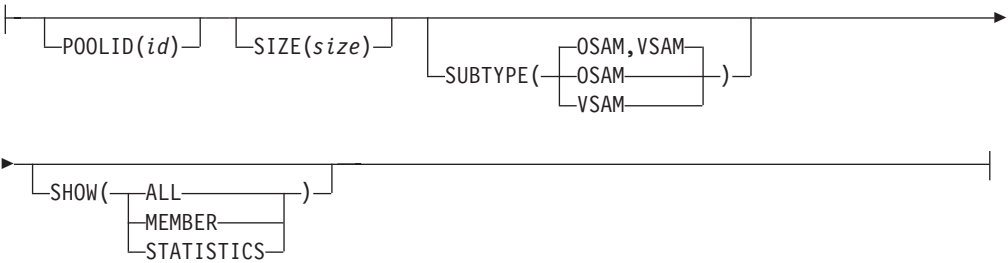 POOLID(id) SIZE(size) OSAM,VSAM
SUBTYPE( OSAM )
VSAM
SHOW( ALL )
MEMBER
STATISTICS